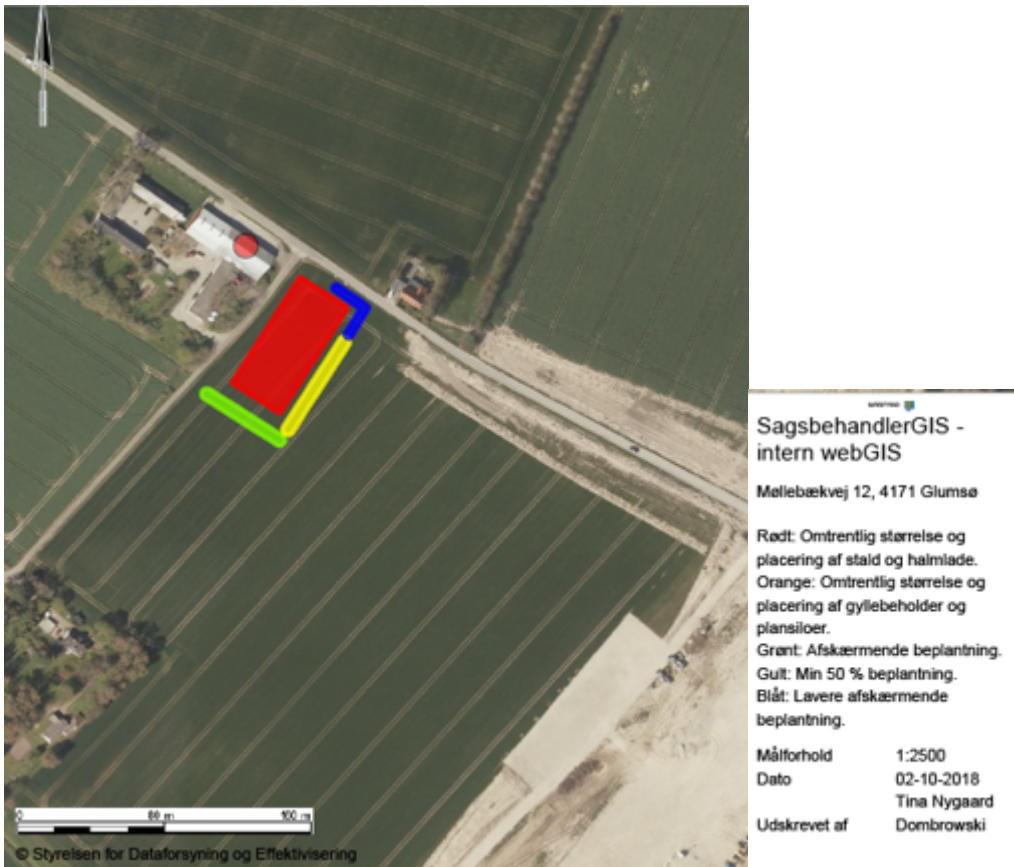 0 100 m
© Styrelsen for Dataforsyning og Effektivisering
SagsbehandlerGIS -
intern webGIS
Møllebækvej 12, 4171 Glumsø
Rødt: Omtrentlig størrelse og
placering af stald og halmlade.
Orange: Omtrentlig størrelse og
placering af gyllebeholder og
plansiloer.
Grønt: Afskærmende beplantning.
Gult: Min 50 % beplantning.
Blåt: Lavere afskærmende
beplantning.
Målforhold 1:2500
Dato 02-10-2018
Tina Nygaard
Udskrevet af Dombrowski